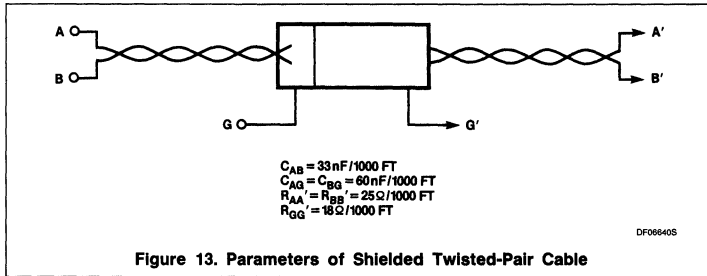 A A'
B B'
G G'
C_AB = 33nF/1000 FT
C_AG = C_BG = 60nF/1000 FT
R_AA' = R_BB' = 25Ω/1000 FT
R_GG' = 18Ω/1000 FT
DF06640S
Figure 13. Parameters of Shielded Twisted-Pair Cable